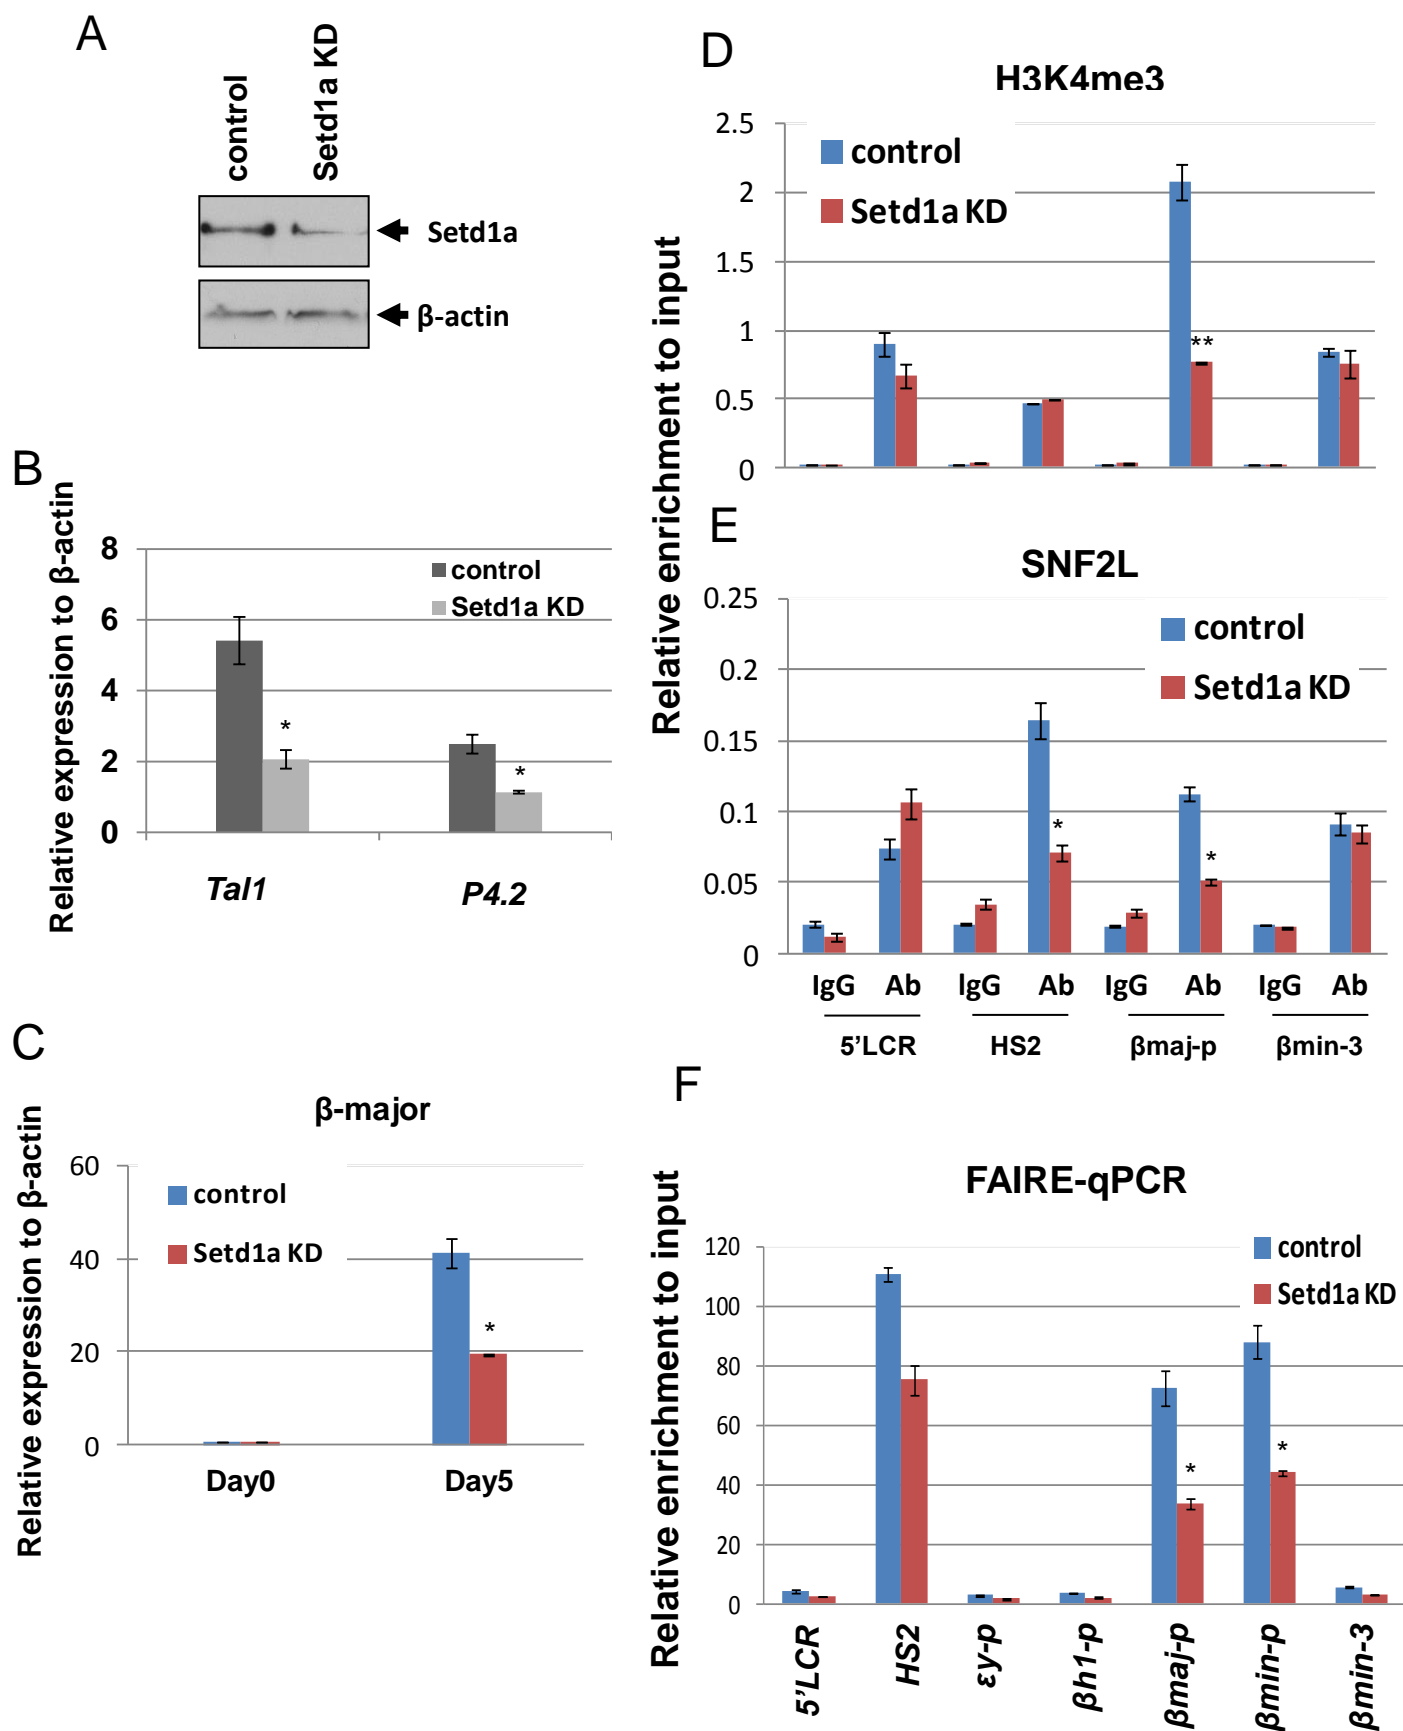 A
control
Setd1a KD
Setd1a
β-actin
B
Relative expression to β-actin
8
6
4
2
0
control
Setd1a KD
*
*
Tal1
P4.2
C
β-major
Relative expression to β-actin
60
40
20
0
control
Setd1a KD
*
Day0
Day5
D
H3K4me3
Relative enrichment to input
2.5
2
1.5
1
0.5
0
control
Setd1a KD
**
E
SNF2L
0.25
0.2
0.15
0.1
0.05
0
control
Setd1a KD
*
*
IgG Ab IgG Ab IgG Ab IgG Ab
5'LCR HS2 βmaj-p βmin-3
F
FAIRE-qPCR
Relative enrichment to input
120
100
80
60
40
20
0
control
Setd1a KD
*
*
5'LCR
HS2
εy-p
βh1-p
βmaj-p
βmin-p
βmin-3